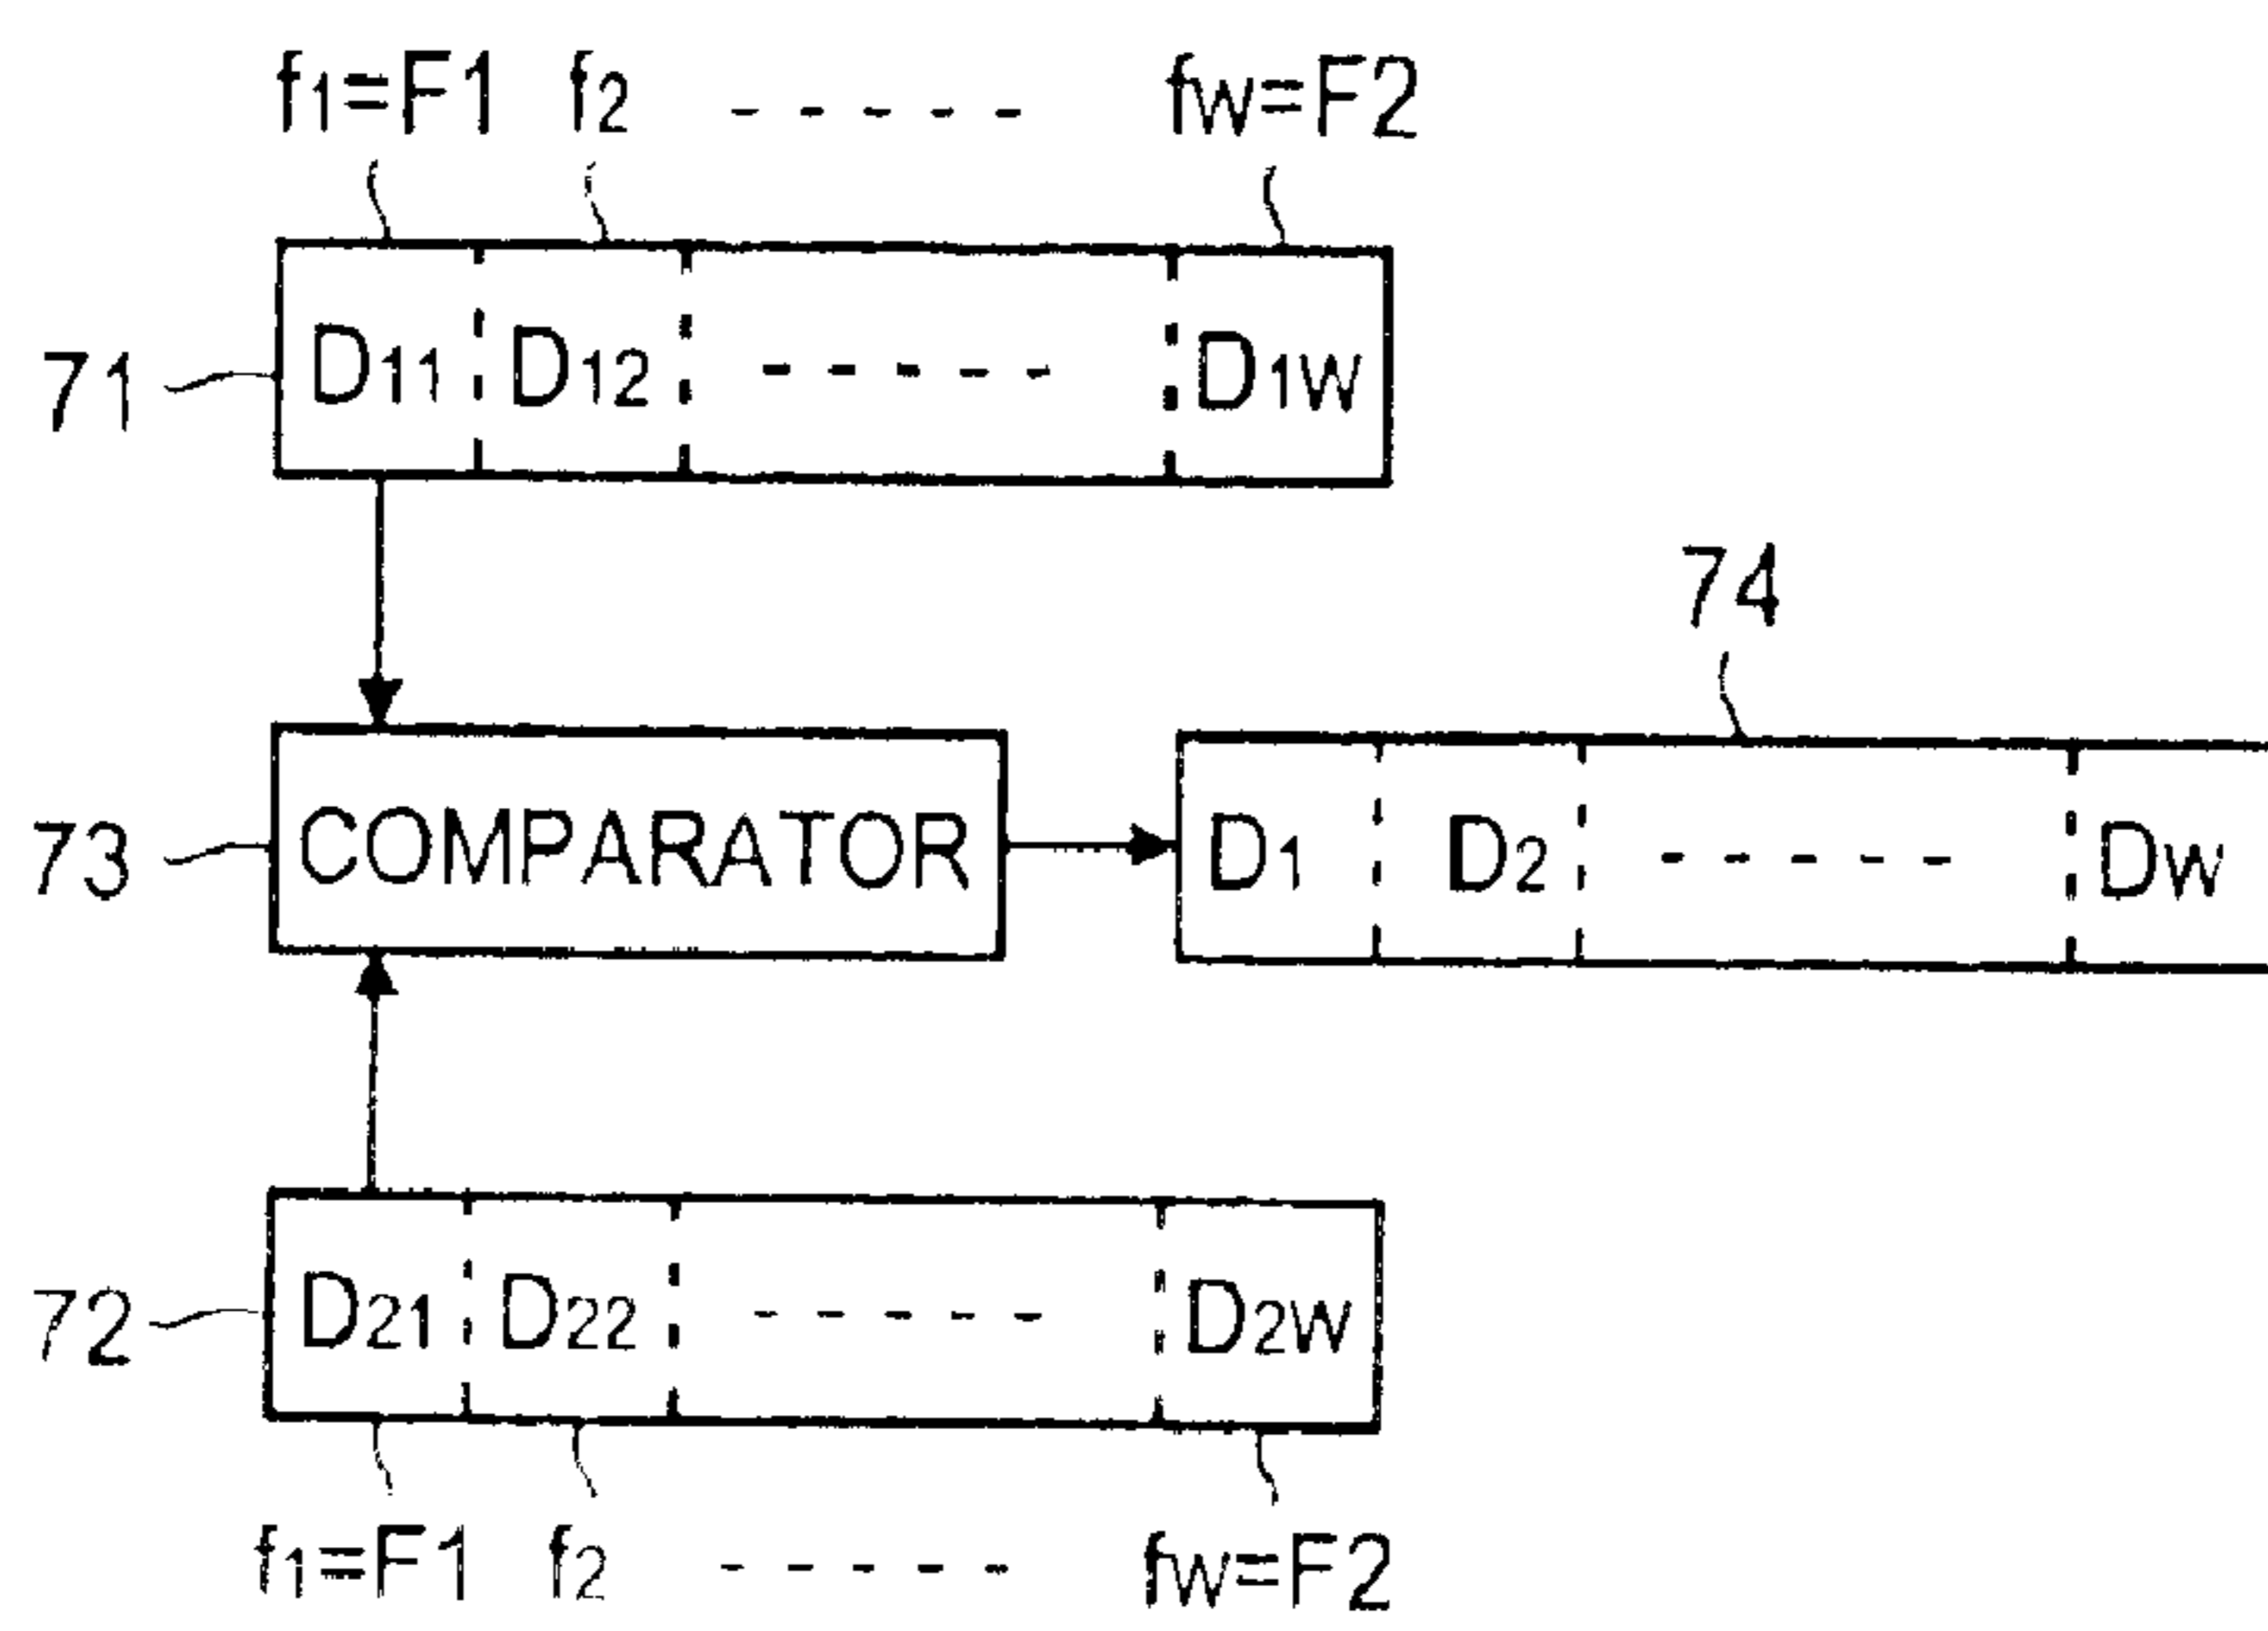 f1=F1 f2 - - - - - fw=F2
71 D11 D12 - - - - - D1w
74
73 COMPARATOR D1 D2 - - - - - Dw
72 D21 D22 - - - - - D2w
f1=F1 f2 - - - - - fw=F2